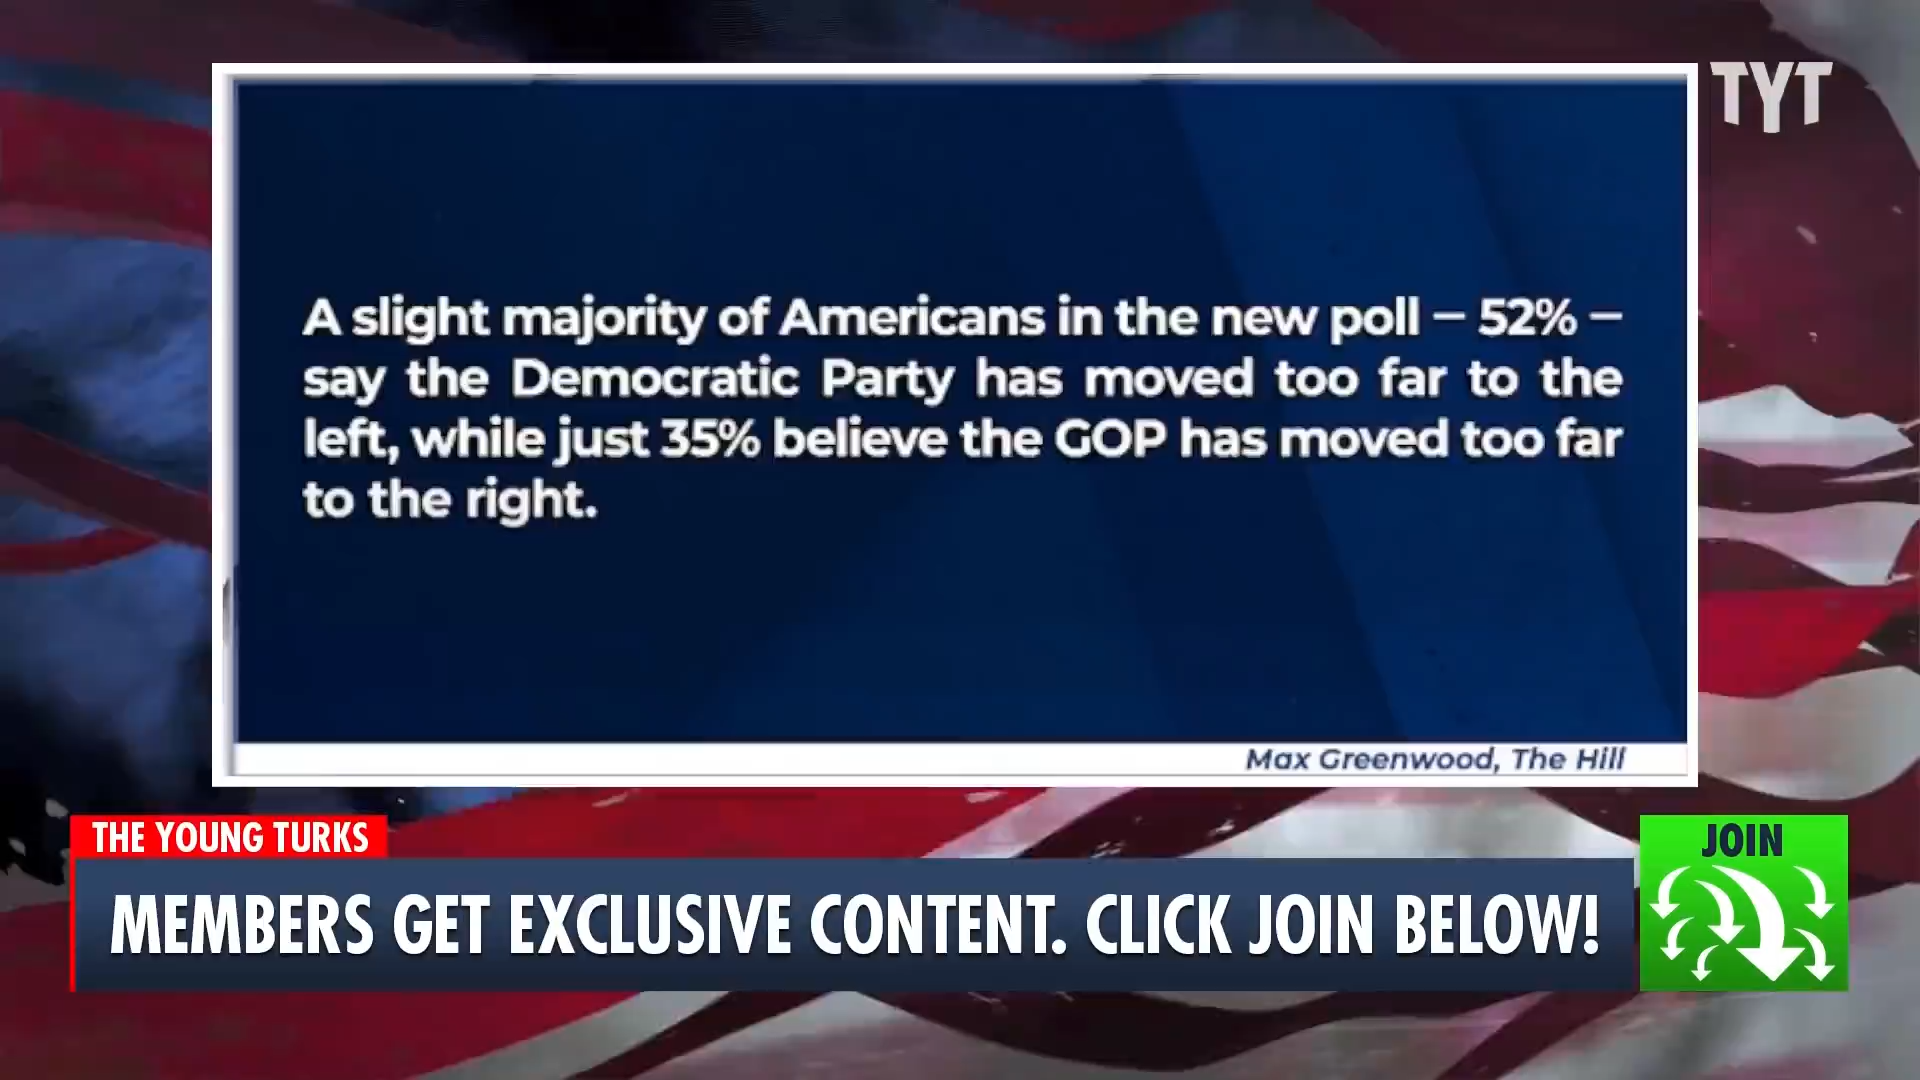 TYT
A slight majority of Americans in the new poll – 52% –
say the Democratic Party has moved too far to the
left, while just 35% believe the GOP has moved too far
to the right.
Max Greenwood, The Hill
THE YOUNG TURKS
MEMBERS GET EXCLUSIVE CONTENT. CLICK JOIN BELOW!
JOIN